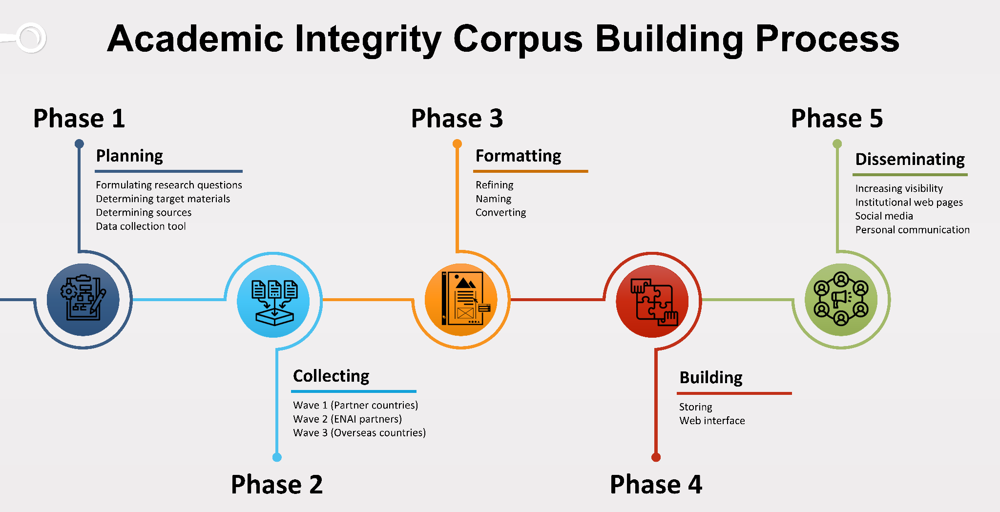 Academic Integrity Corpus Building Process
Phase 1
Planning
Formulating research questions
Determining target materials
Determining sources
Data collection tool
Collecting
Wave 1 (Partner countries)
Wave 2 (ENAI partners)
Wave 3 (Overseas countries)
Phase 2
Phase 3
Formatting
Refining
Naming
Converting
Building
Storing
Web interface
Phase 4
Phase 5
Disseminating
Increasing visibility
Institutional web pages
Social media
Personal communication